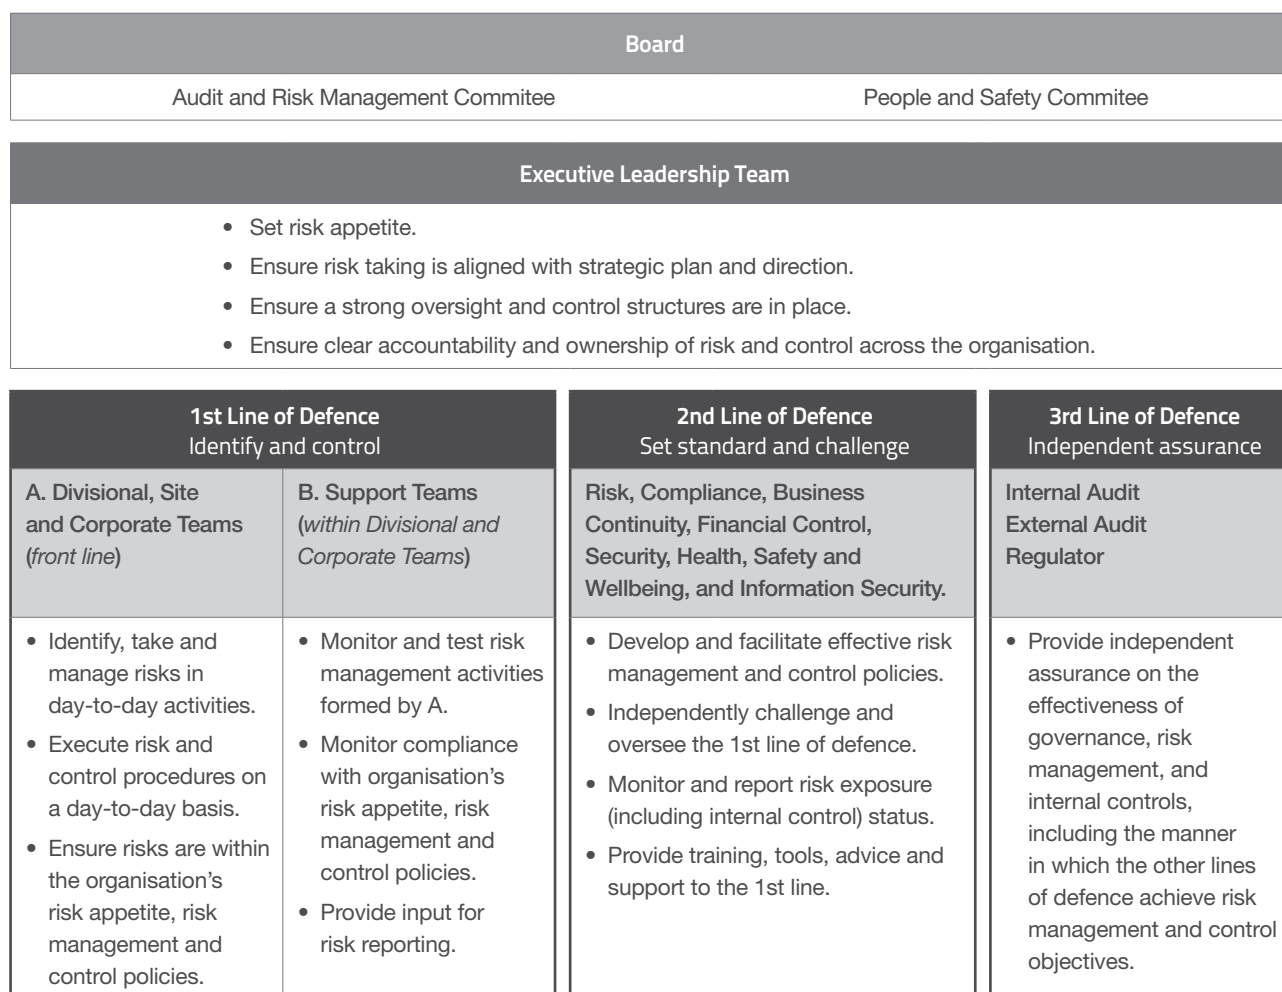 Board
Audit and Risk Management Commitee
People and Safety Commitee
Executive Leadership Team
• Set risk appetite.
• Ensure risk taking is aligned with strategic plan and direction.
• Ensure a strong oversight and control structures are in place.
• Ensure clear accountability and ownership of risk and control across the organisation.
1st Line of Defence
Identify and control
A. Divisional, Site
and Corporate Teams
(front line)
• Identify, take and
manage risks in
day-to-day activities.
• Execute risk and
control procedures on
a day-to-day basis.
• Ensure risks are within
the organisation’s
risk appetite, risk
management and
control policies.
B. Support Teams
(within Divisional and
Corporate Teams)
• Monitor and test risk
management activities
formed by A.
• Monitor compliance
with organisation’s
risk appetite, risk
management and
control policies.
• Provide input for
risk reporting.
2nd Line of Defence
Set standard and challenge
Risk, Compliance, Business
Continuity, Financial Control,
Security, Health, Safety and
Wellbeing, and Information Security.
• Develop and facilitate effective risk
management and control policies.
• Independently challenge and
oversee the 1st line of defence.
• Monitor and report risk exposure
(including internal control) status.
• Provide training, tools, advice and
support to the 1st line.
3rd Line of Defence
Independent assurance
Internal Audit
External Audit
Regulator
• Provide independent
assurance on the
effectiveness of
governance, risk
management, and
internal controls,
including the manner
in which the other lines
of defence achieve risk
management and control
objectives.